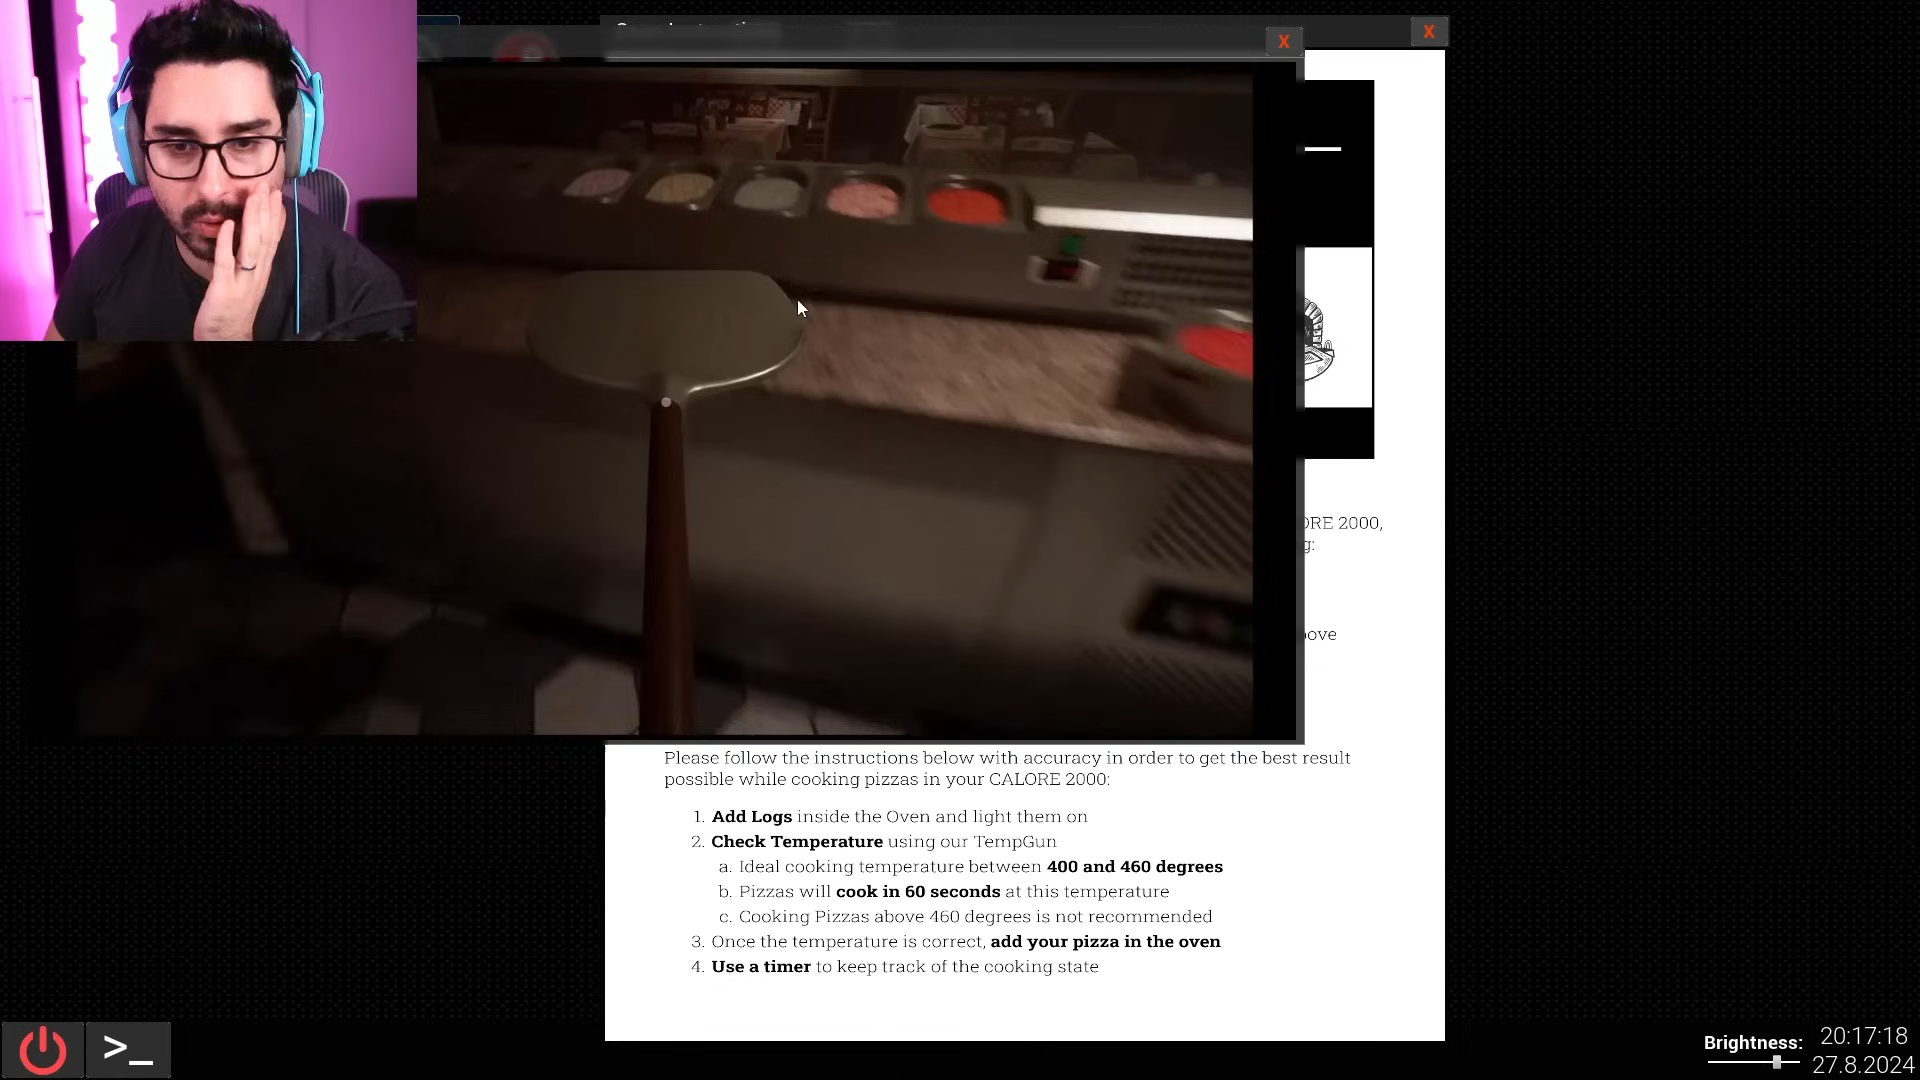 X
X
ORE 2000,
g:
ove
Please follow the instructions below with accuracy in order to get the best result
possible while cooking pizzas in your CALORE 2000:
1. Add Logs inside the Oven and light them on
2. Check Temperature using our TempGun
a. Ideal cooking temperature between 400 and 460 degrees
b. Pizzas will cook in 60 seconds at this temperature
c. Cooking Pizzas above 460 degrees is not recommended
3. Once the temperature is correct, add your pizza in the oven
4. Use a timer to keep track of the cooking state
>_
Brightness:
20:17:18
27.8.2024